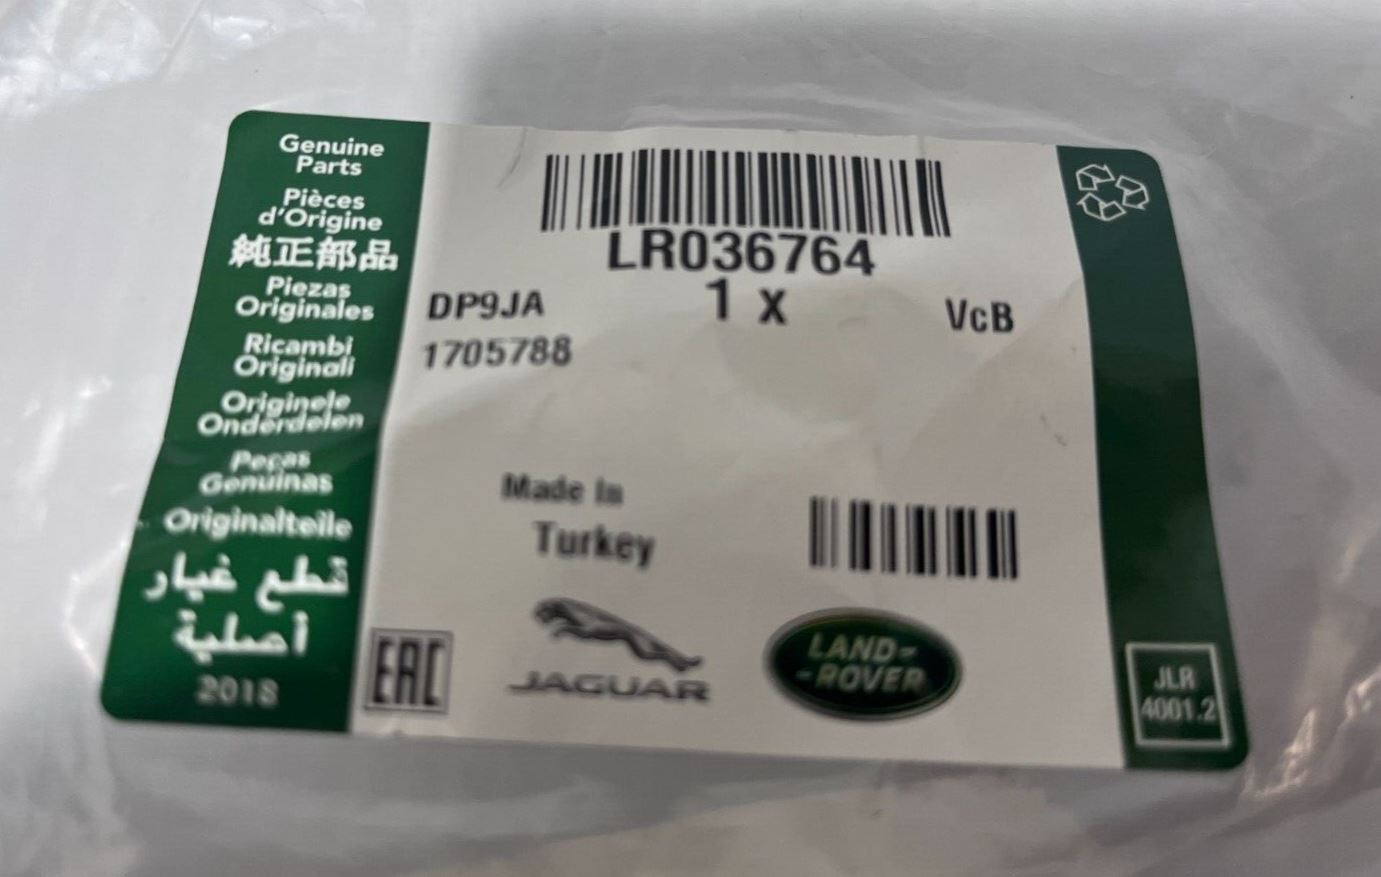 Genuine
Parts
Pièces
d'Origine
純正部品
Piezas
Originales
Ricambi
Originali
Originele
Onderdelen
Peças
Genuinas
Originalteile
قطع غيار
أصلية
2018
LR036764
1 x
DP9JA
VcB
1705788
Made In
Turkey
EAC
JAGUAR
LAND-
-ROVER
JLR
4001.2